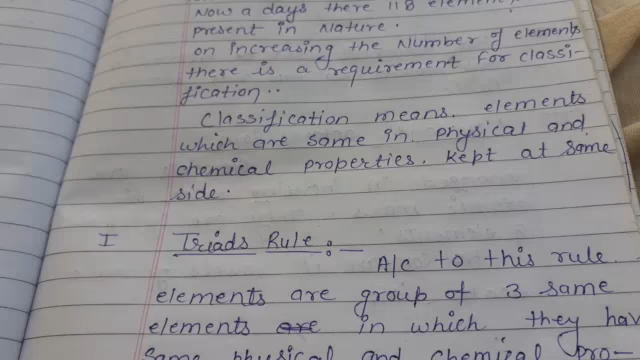 Now a days there 118 element
present in Nature.
on increasing the Number of elements
there is a requirement for classi-
fication..
Classification means elements
which are same in physical and
chemical properties. kept at same
side.
I Triads Rule:-
A/c to this rule
elements are group of 3 same
elements are in which they hav
same physical and chemical pro-